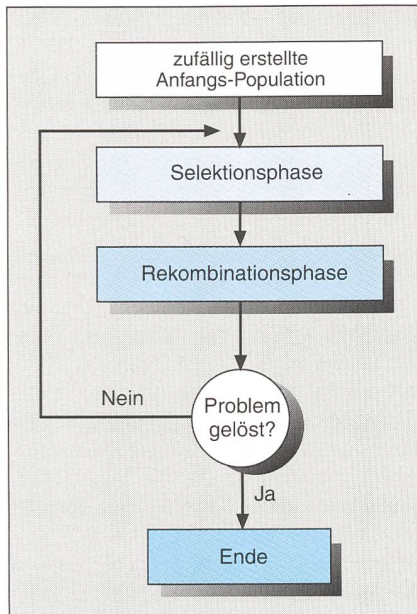 zufällig erstellte
Anfangs-Population
Selektionsphase
Rekombinationsphase
Problem
gelöst?
Nein
Ja
Ende